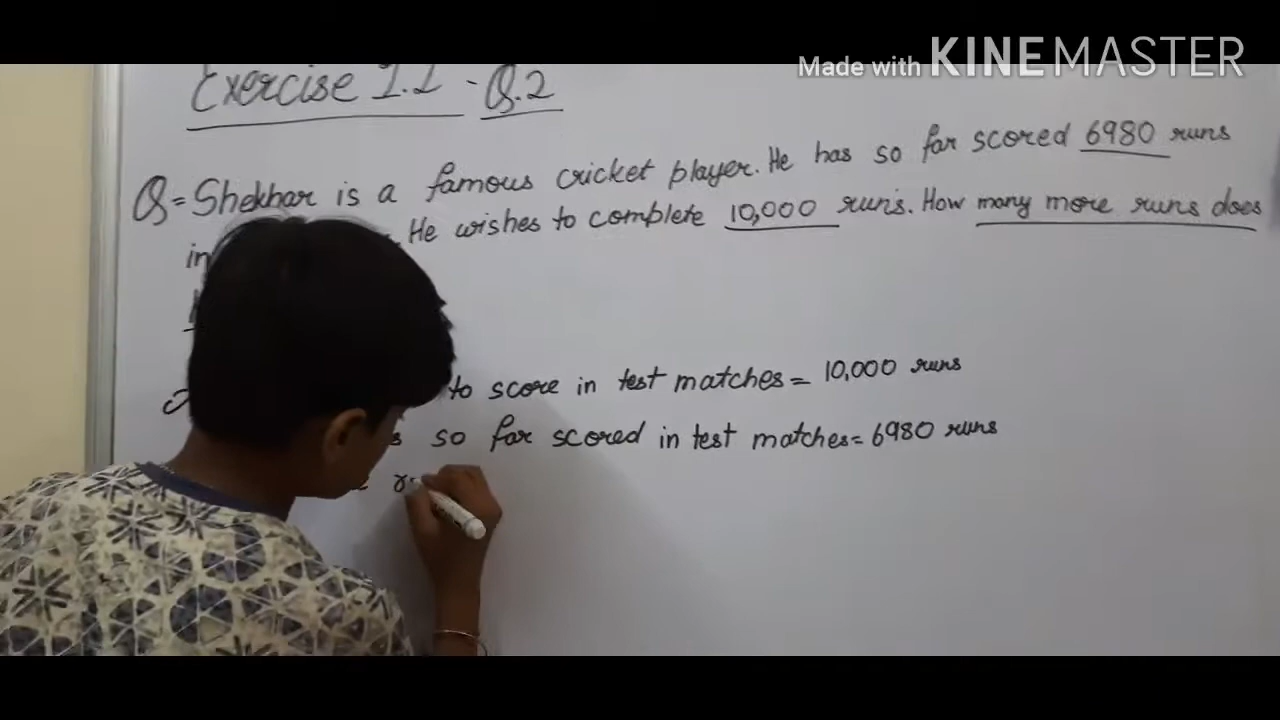 Made with KINEMASTER
Exercise 1.1 - Q.2
Q= Shekhar is a famous cricket player. He has so far scored 6980 runs
in He wishes to complete 10,000 runs. How many more runs does
to score in test matches = 10,000 runs
so far scored in test matches = 6980 runs